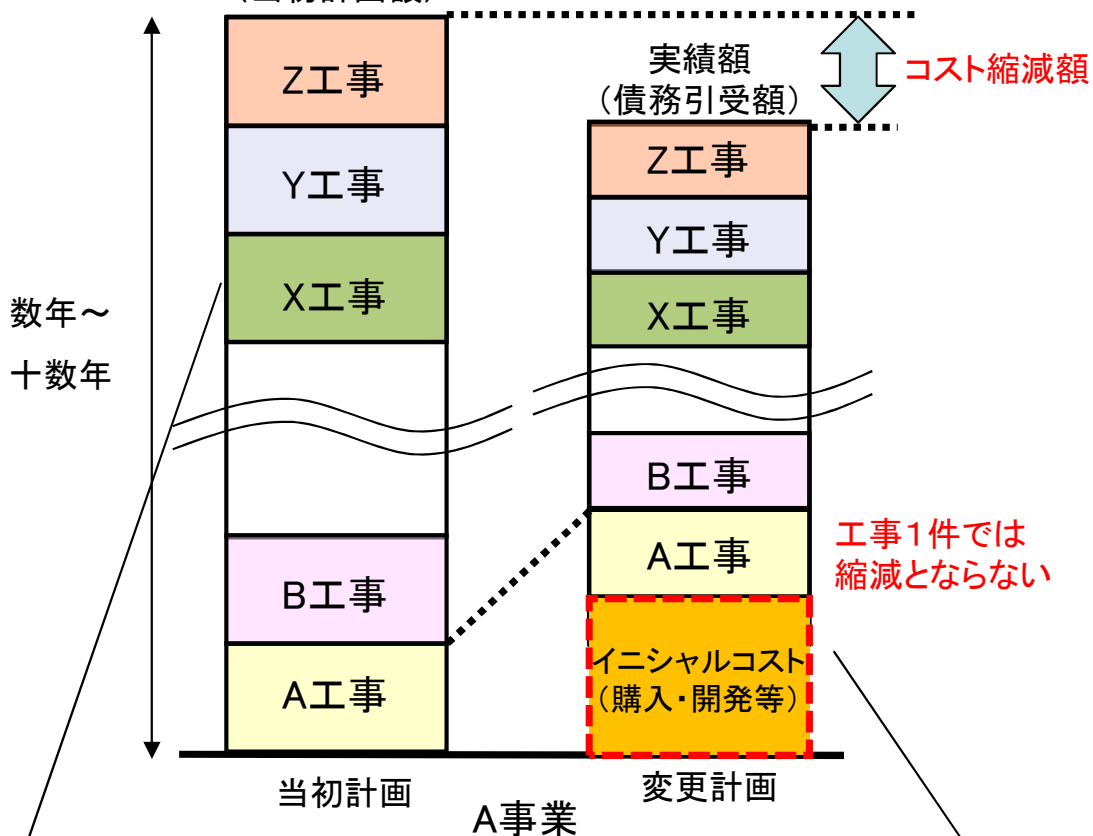 実績額
(債務引受額)
コスト縮減額
Z工事
Y工事
X工事
B工事
A工事
Z工事
Y工事
X工事
B工事
A工事
イニシャルコスト
(購入・開発等)
数年～
十数年
工事1件では
縮減とならない
当初計画
変更計画
A事業